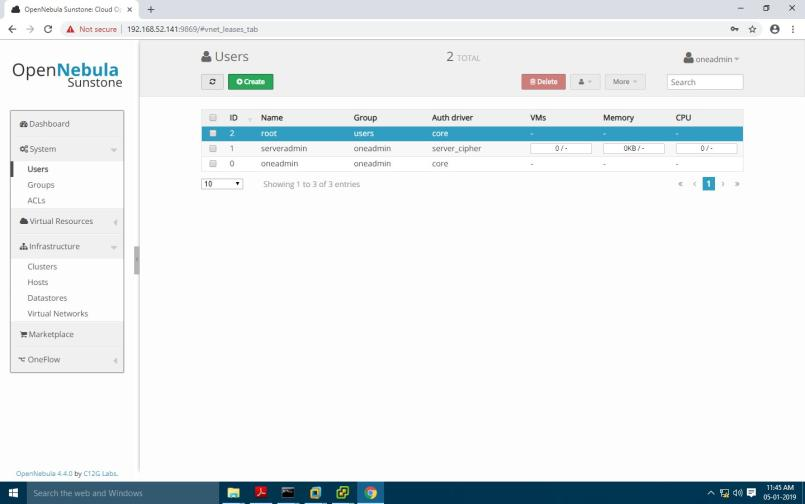 OpenNebula Sunstone: Cloud Op
Not secure | 192.168.52.141:9869/#vnet_leases_tab
OpenNebula
Sunstone
Users
2 TOTAL
oneadmin
Create
Delete
More
Search
ID Name Group Auth driver VMs Memory CPU
2 root users core - - -
1 serveradmin oneadmin server_cipher 0 / - 0KB / - 0 / -
0 oneadmin oneadmin core - - -
10 Showing 1 to 3 of 3 entries « ‹ 1 › »
Dashboard
System
Users
Groups
ACLs
Virtual Resources
Infrastructure
Clusters
Hosts
Datastores
Virtual Networks
Marketplace
OneFlow
OpenNebula 4.4.0 by C12G Labs.
Search the web and Windows
11:45 AM
05-01-2019